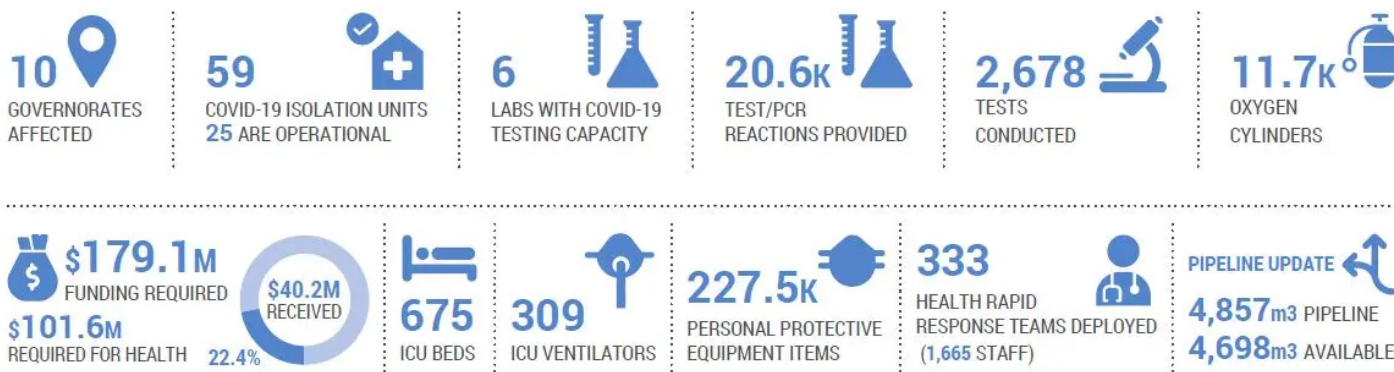 10
GOVERNORATES
AFFECTED
59
COVID-19 ISOLATION UNITS
25 ARE OPERATIONAL
6
LABS WITH COVID-19
TESTING CAPACITY
20.6K
TEST/PCR
REACTIONS PROVIDED
2,678
TESTS
CONDUCTED
11.7K
OXYGEN
CYLINDERS
$179.1M
FUNDING REQUIRED
$101.6M
REQUIRED FOR HEALTH
$40.2M
RECEIVED
22.4%
675
ICU BEDS
309
ICU VENTILATORS
227.5K
PERSONAL PROTECTIVE
EQUIPMENT ITEMS
333
HEALTH RAPID
RESPONSE TEAMS DEPLOYED
(1,665 STAFF)
PIPELINE UPDATE
4,857m3 PIPELINE
4,698m3 AVAILABLE